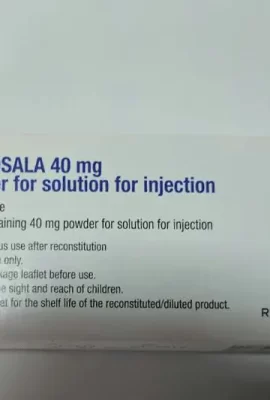 OSALA 40 mg
r for solution for injection
e
aining 40 mg powder for solution for injection
us use after reconstitution
only.
kage leaflet before use.
e sight and reach of children.
et for the shelf life of the reconstituted/diluted product.
R